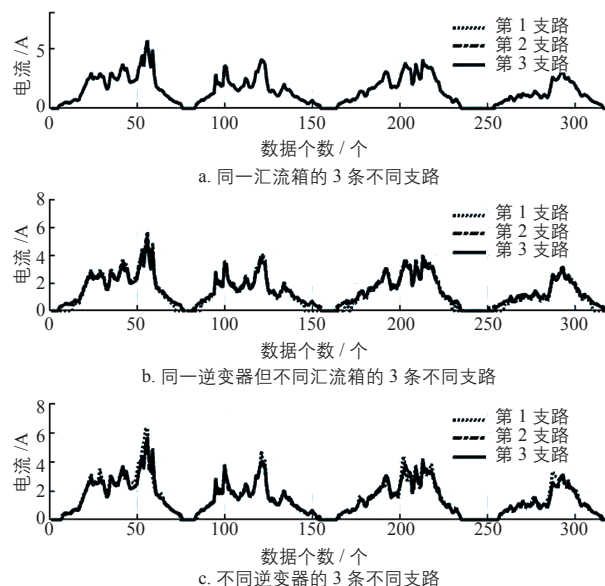 5
0
电流 /A
第 1 支路
第 2 支路
第 3 支路
0 50 100 150 200 250 300
数据个数 / 个
a. 同一汇流箱的 3 条不同支路
8
6
4
2
0
电流 /A
第 1 支路
第 2 支路
第 3 支路
0 50 100 150 200 250 300
数据个数 / 个
b. 同一逆变器但不同汇流箱的 3 条不同支路
8
6
4
2
0
电流 /A
第 1 支路
第 2 支路
第 3 支路
0 50 100 150 200 250 300
数据个数 / 个
c. 不同逆变器的 3 条不同支路